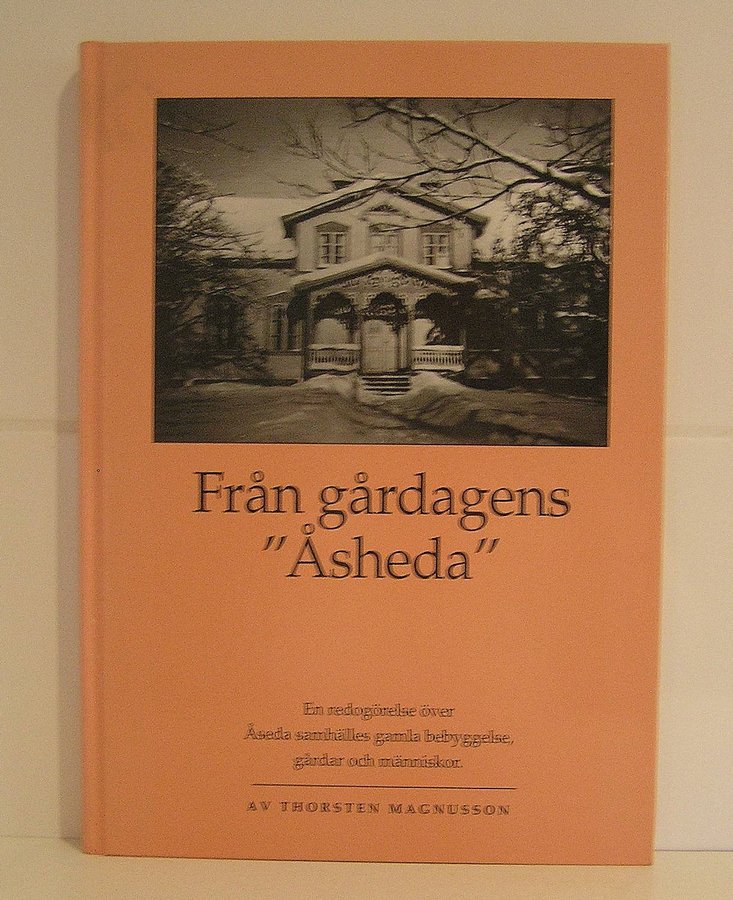 Från gårdagens
"Åsheda"
En redogörelse över
Åseda samhälles gamla bebyggelse,
gårdar och människor.
AV THORSTEN MAGNUSSON